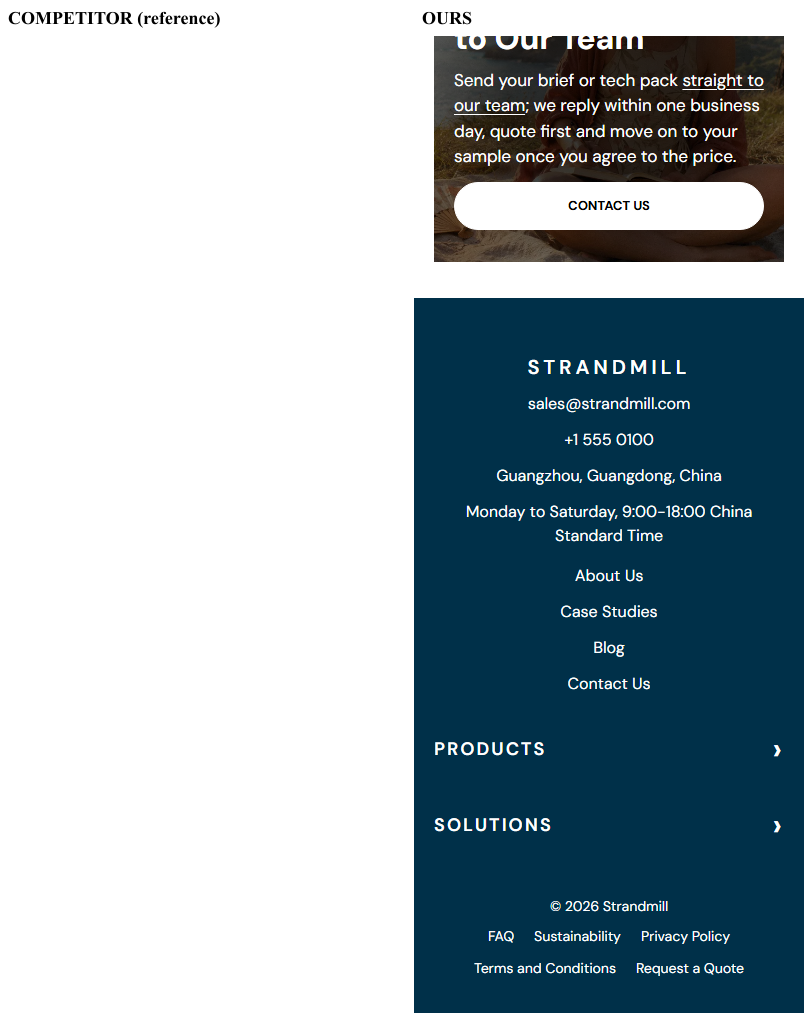 COMPETITOR (reference)
OURS
to Our Team
Send your brief or tech pack straight to
our team; we reply within one business
day, quote first and move on to your
sample once you agree to the price.
CONTACT US
STRANDMILL
sales@strandmill.com
+1 555 0100
Guangzhou, Guangdong, China
Monday to Saturday, 9:00-18:00 China
Standard Time
About Us
Case Studies
Blog
Contact Us
PRODUCTS
SOLUTIONS
© 2026 Strandmill
FAQ Sustainability Privacy Policy
Terms and Conditions Request a Quote